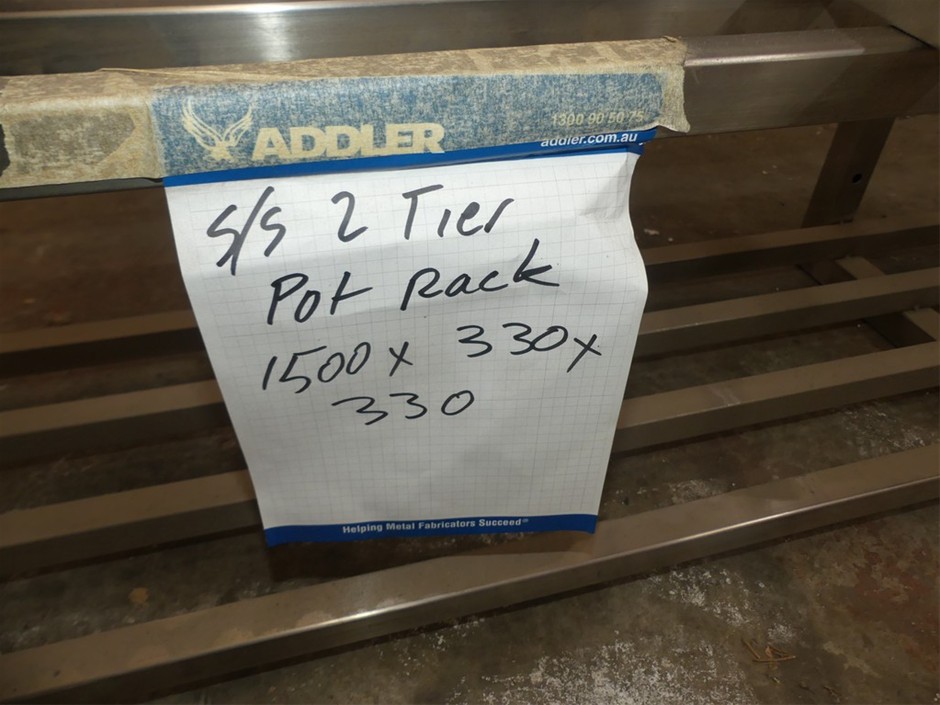 ADDLER
1300 90 50 75
addler.com.au
S/S 2 Tier
Pot Rack
1500 x 330 x
330
Helping Metal Fabricators Succeed®